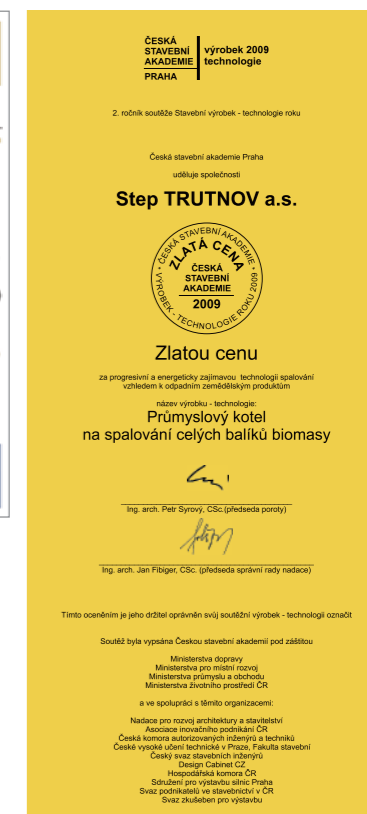 ČESKÁ
STAVEBNÍ
AKADEMIE
PRAHA
výrobek 2009
technologie
2. ročník soutěže Stavební výrobek - technologie roku
Česká stavební akademie Praha
uděluje společnosti
Step TRUTNOV a.s.
• ČESKÁ STAVEBNÍ AKADEMIE •
ZLATÁ CENA
ČESKÁ
STAVEBNÍ
AKADEMIE
2009
VÝROBEK - TECHNOLOGIE ROKU 2009
Zlatou cenu
za progresivní a energeticky zajímavou technologii spalování
vzhledem k odpadním zemědělským produktům
název výrobku - technologie:
Průmyslový kotel
na spalování celých balíků biomasy
Ing. arch. Petr Syrový, CSc.(předseda poroty)
Ing. arch. Jan Fibiger, CSc. (předseda správní rady nadace)
Tímto oceněním je jeho držitel oprávněn svůj soutěžní výrobek - technologii označit
Soutěž byla vypsána Českou stavební akademií pod záštitou
Ministerstva dopravy
Ministerstva pro místní rozvoj
Ministerstva průmyslu a obchodu
Ministerstva životního prostředí ČR
a ve spolupráci s těmito organizacemi:
Nadace pro rozvoj architektury a stavitelství
Asociace inovačního podnikání ČR
Česká komora autorizovaných inženýrů a techniků
České vysoké učení technické v Praze, Fakulta stavební
Český svaz stavebních inženýrů
Design Cabinet CZ
Hospodářská komora ČR
Sdružení pro výstavbu silnic Praha
Svaz podnikatelů ve stavebnictví v ČR
Svaz zkušeben pro výstavbu